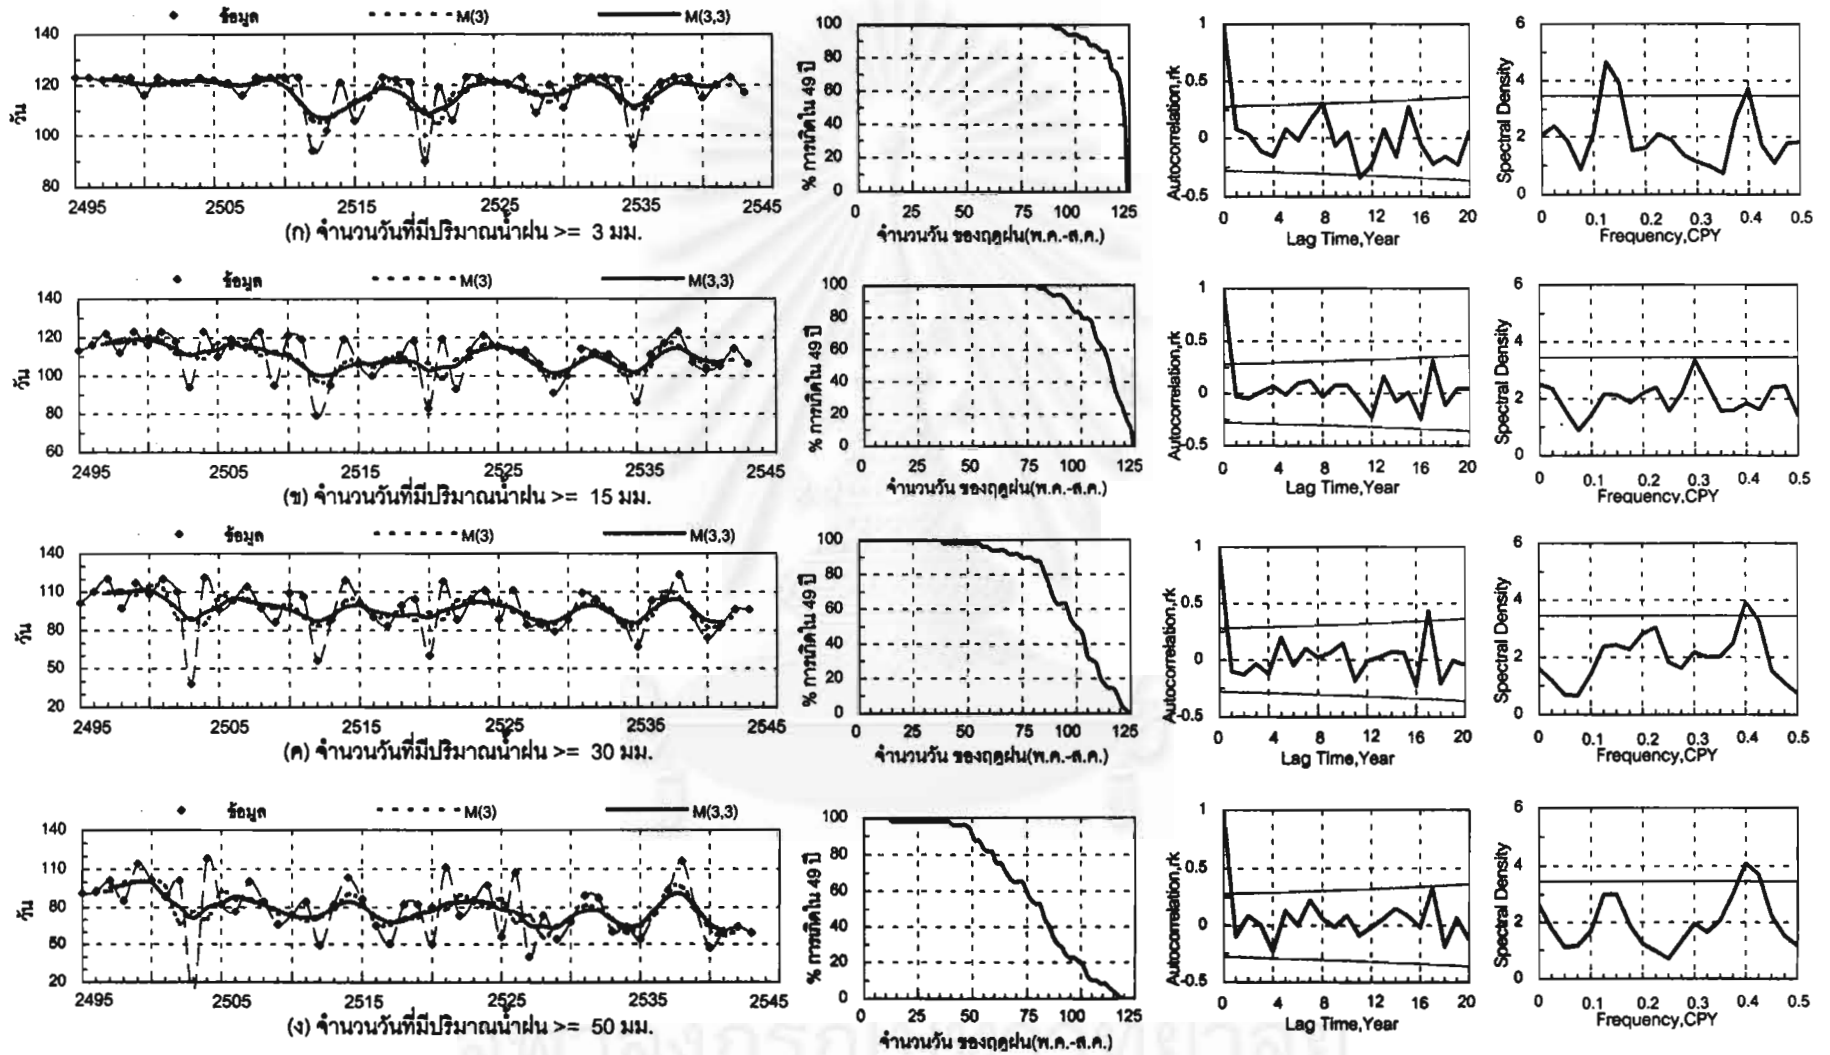 ข้อมูล M(3) M(3,3)
140
120
100
80
วัน
2495 2505 2515 2525 2535 2545
(ก) จำนวนวันที่มีปริมาณน้ำฝน >= 3 มม.
100
80
60
40
20
0
% การเกิดใน 49 ปี
0 25 50 75 100 125
จำนวนวัน ของฤดูฝน(พ.ค.-ส.ค.)
1
0.5
0
-0.5
Autocorrelation,rk
0 4 8 12 16 20
Lag Time,Year
6
4
2
0
Spectral Density
0 0.1 0.2 0.3 0.4 0.5
Frequency,CPY
ข้อมูล M(3) M(3,3)
140
120
100
80
60
วัน
2495 2505 2515 2525 2535 2545
(ข) จำนวนวันที่มีปริมาณน้ำฝน >= 15 มม.
100
80
60
40
20
0
% การเกิดใน 49 ปี
0 25 50 75 100 125
จำนวนวัน ของฤดูฝน(พ.ค.-ส.ค.)
1
0.5
0
-0.5
Autocorrelation,rk
0 4 8 12 16 20
Lag Time,Year
6
4
2
0
Spectral Density
0 0.1 0.2 0.3 0.4 0.5
Frequency,CPY
ข้อมูล M(3) M(3,3)
140
110
80
50
20
วัน
2495 2505 2515 2525 2535 2545
(ค) จำนวนวันที่มีปริมาณน้ำฝน >= 30 มม.
100
80
60
40
20
0
% การเกิดใน 49 ปี
0 25 50 75 100 125
จำนวนวัน ของฤดูฝน(พ.ค.-ส.ค.)
1
0.5
0
-0.5
Autocorrelation,rk
0 4 8 12 16 20
Lag Time,Year
6
4
2
0
Spectral Density
0 0.1 0.2 0.3 0.4 0.5
Frequency,CPY
ข้อมูล M(3) M(3,3)
140
110
80
50
20
วัน
2495 2505 2515 2525 2535 2545
(ง) จำนวนวันที่มีปริมาณน้ำฝน >= 50 มม.
100
80
60
40
20
0
% การเกิดใน 49 ปี
0 25 50 75 100 125
จำนวนวัน ของฤดูฝน(พ.ค.-ส.ค.)
1
0.5
0
-0.5
Autocorrelation,rk
0 4 8 12 16 20
Lag Time,Year
6
4
2
0
Spectral Density
0 0.1 0.2 0.3 0.4 0.5
Frequency,CPY